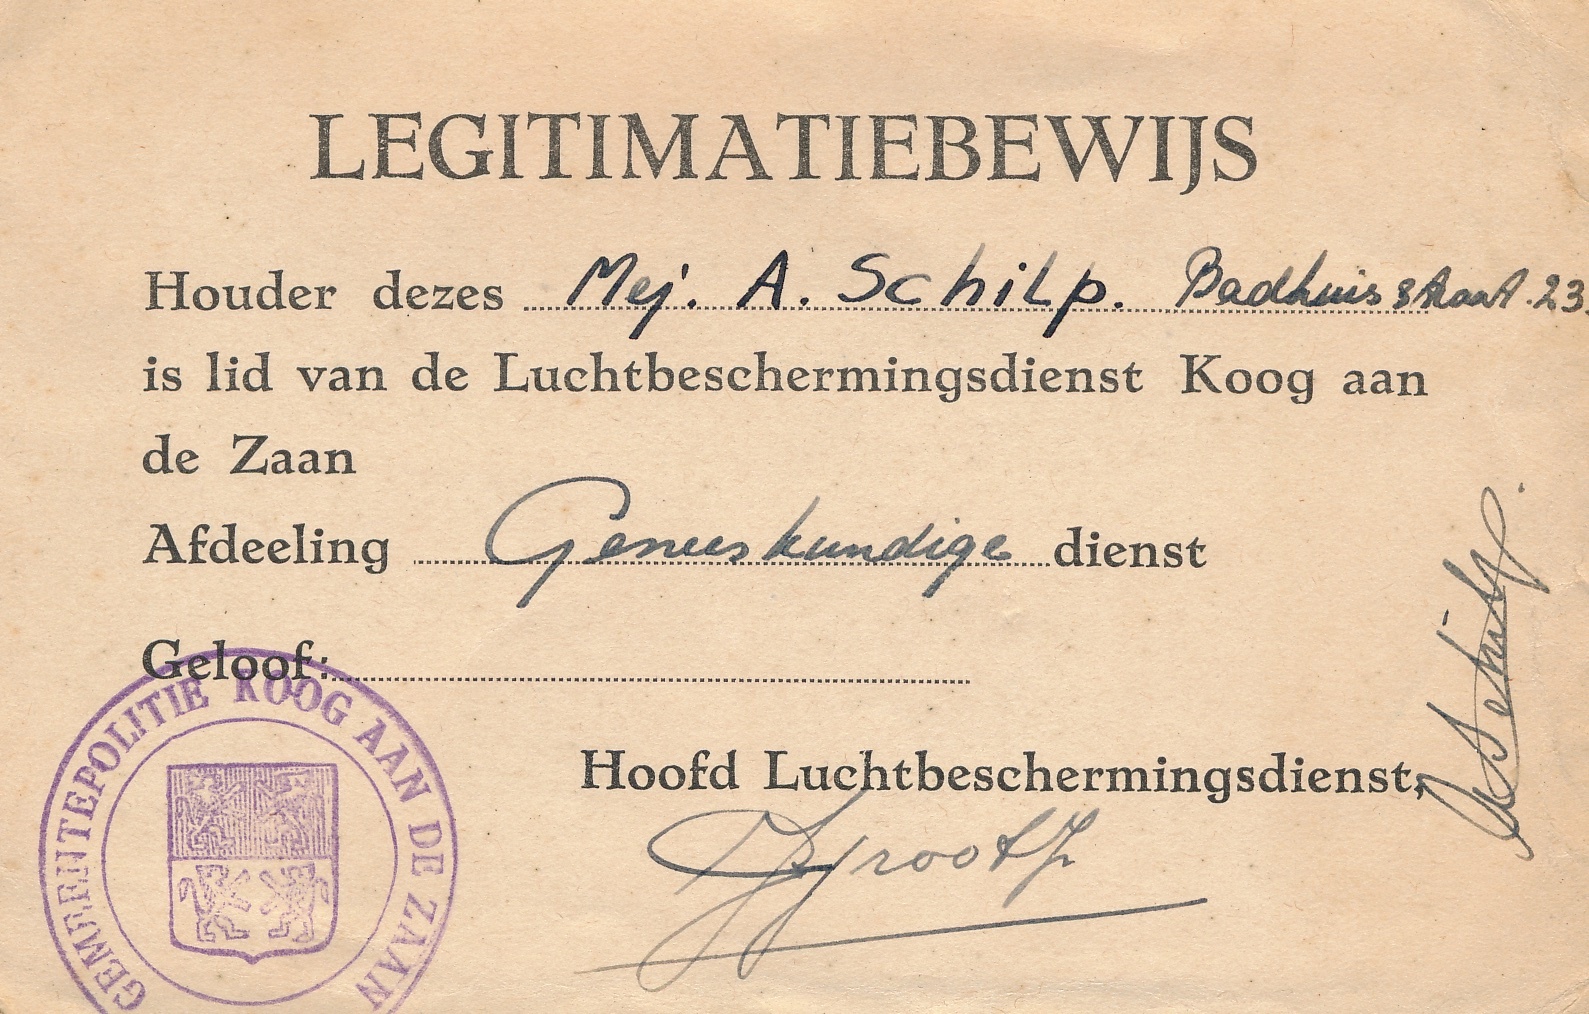 LEGITIMATIEBEWIJS
Houder dezes Mej. A. Schilp. Badhuisstraat 23.
is lid van de Luchtbeschermingsdienst Koog aan
de Zaan
Afdeeling Geneeskundige dienst
Geloof:
GEMEENTEPOLITIE KOOG AAN DE ZAAN
Hoofd Luchtbeschermingsdienst,
A Schilp.